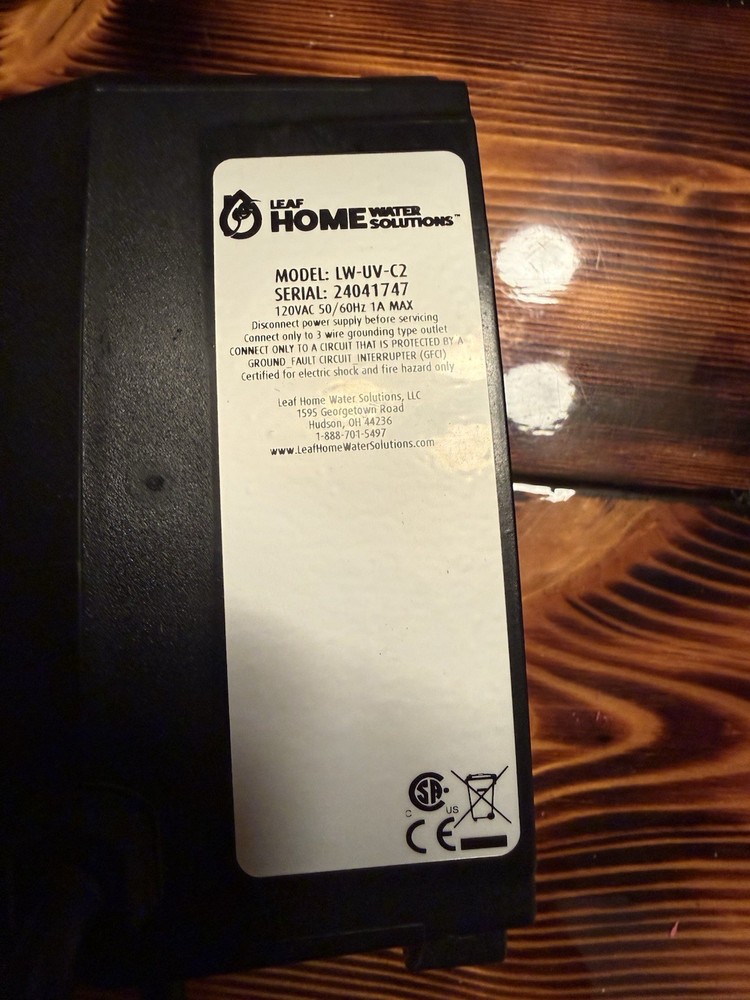 LEAF
HOME WATER SOLUTIONS™
MODEL: LW-UV-C2
SERIAL: 24041747
120VAC 50/60Hz 1A MAX
Disconnect power supply before servicing
Connect only to 3 wire grounding type outlet
CONNECT ONLY TO A CIRCUIT THAT IS PROTECTED BY A
GROUND FAULT CIRCUIT INTERRUPTER (GFCI)
Certified for electric shock and fire hazard only
Leaf Home Water Solutions, LLC
1595 Georgetown Road
Hudson, OH 44236
1-888-701-5497
www.LeafHomeWaterSolutions.com
C SA US
CE